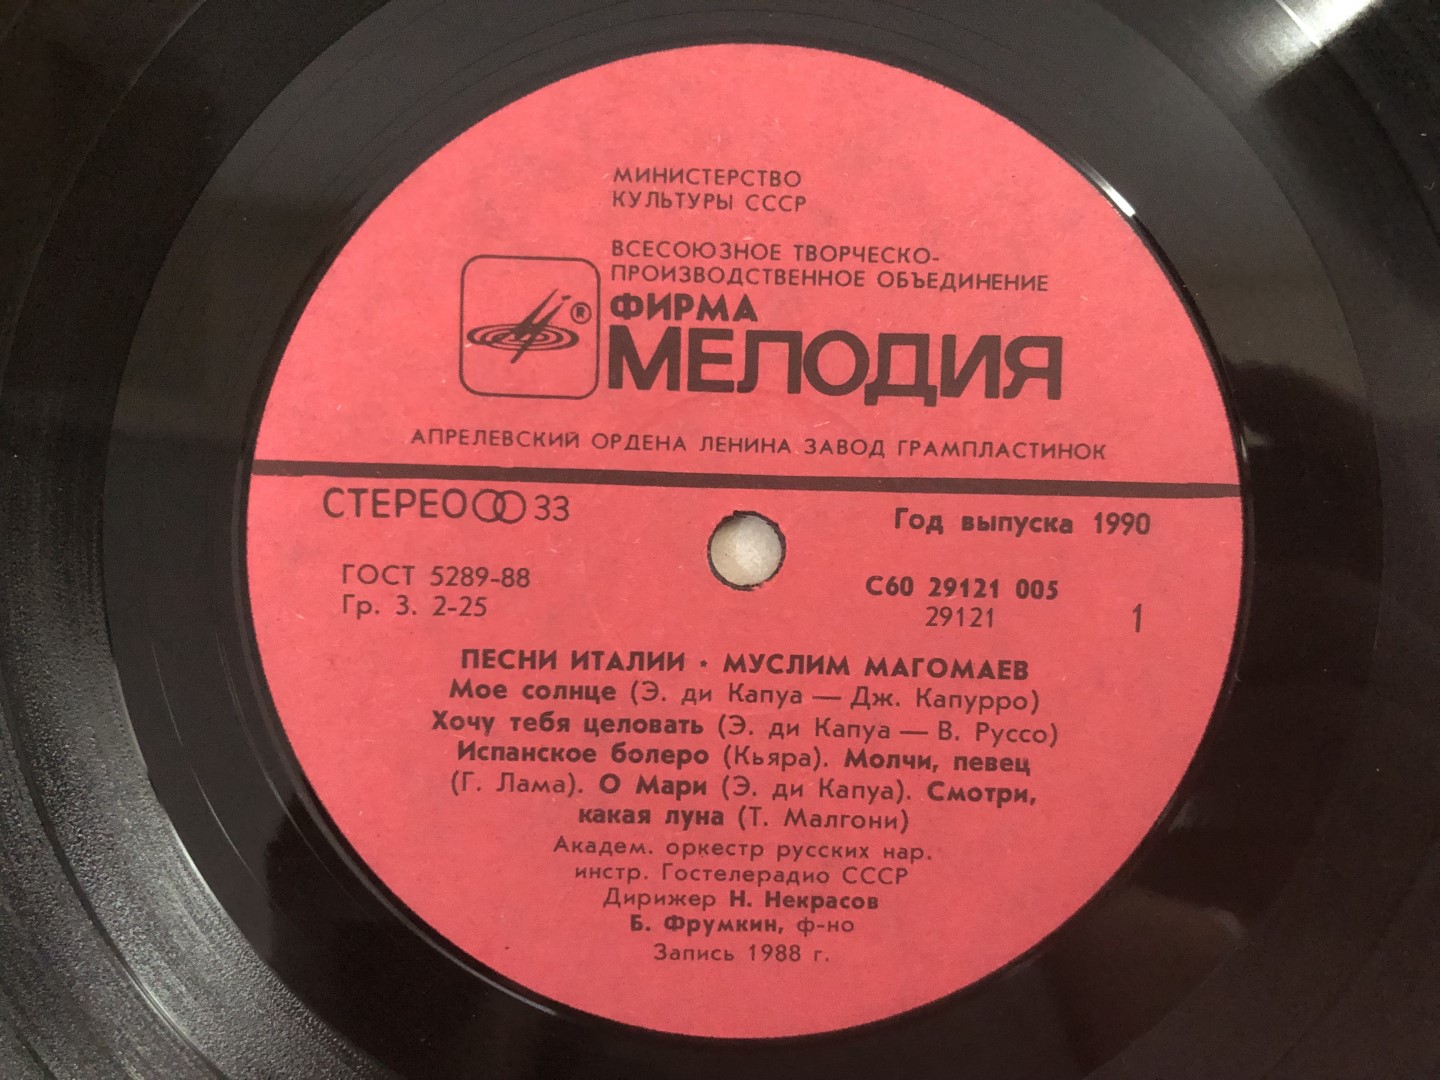 МИНИСТЕРСТВО
КУЛЬТУРЫ СССР
ВСЕСОЮЗНОЕ ТВОРЧЕСКО-
ПРОИЗВОДСТВЕННОЕ ОБЪЕДИНЕНИЕ
ФИРМА
®
МЕЛОДИЯ
АПРЕЛЕВСКИЙ ОРДЕНА ЛЕНИНА ЗАВОД ГРАМПЛАСТИНОК
СТЕРЕО 33
Год выпуска 1990
ГОСТ 5289-88
Гр. 3. 2-25
С60 29121 005
29121
1
ПЕСНИ ИТАЛИИ • МУСЛИМ МАГОМАЕВ
Мое солнце (Э. ди Капуа — Дж. Капурро)
Хочу тебя целовать (Э. ди Капуа — В. Руссо)
Испанское болеро (Кьяра). Молчи, певец
(Г. Лама). О Мари (Э. ди Капуа). Смотри,
какая луна (Т. Малгони)
Академ. оркестр русских нар.
инстр. Гостелерадио СССР
Дирижер Н. Некрасов
Б. Фрумкин, ф-но
Запись 1988 г.